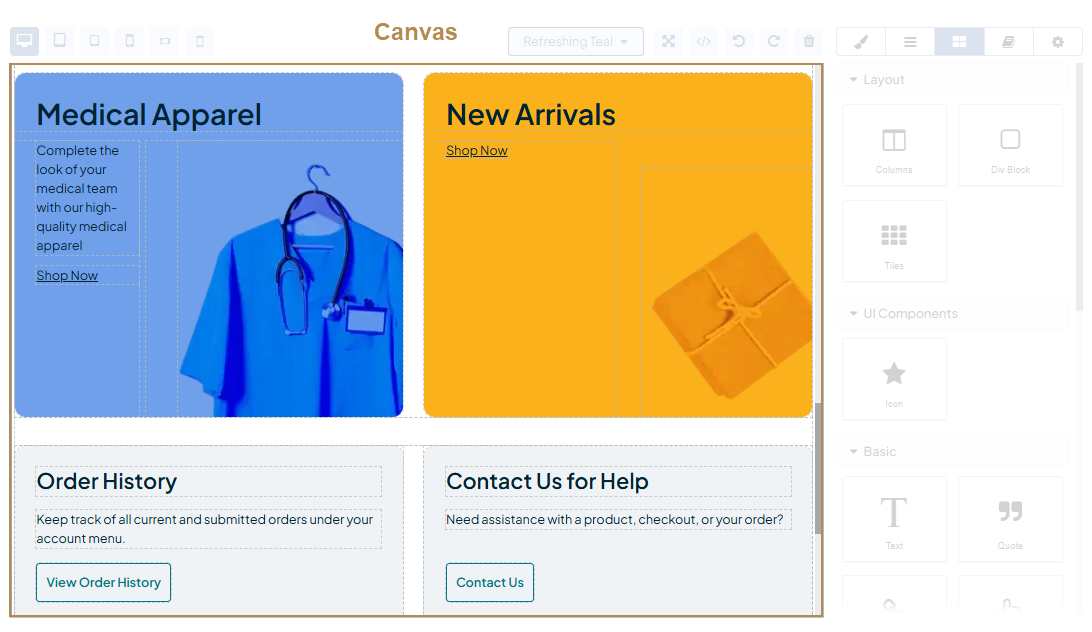 Canvas
Refreshing Teal
Medical Apparel
Complete the
look of your
medical team
with our high-
quality medical
apparel
Shop Now
New Arrivals
Shop Now
Order History
Keep track of all current and submitted orders under your
account menu.
View Order History
Contact Us for Help
Need assistance with a product, checkout, or your order?
Contact Us
Layout
Columns
Div Block
Tiles
UI Components
Icon
Basic
Text
Quote